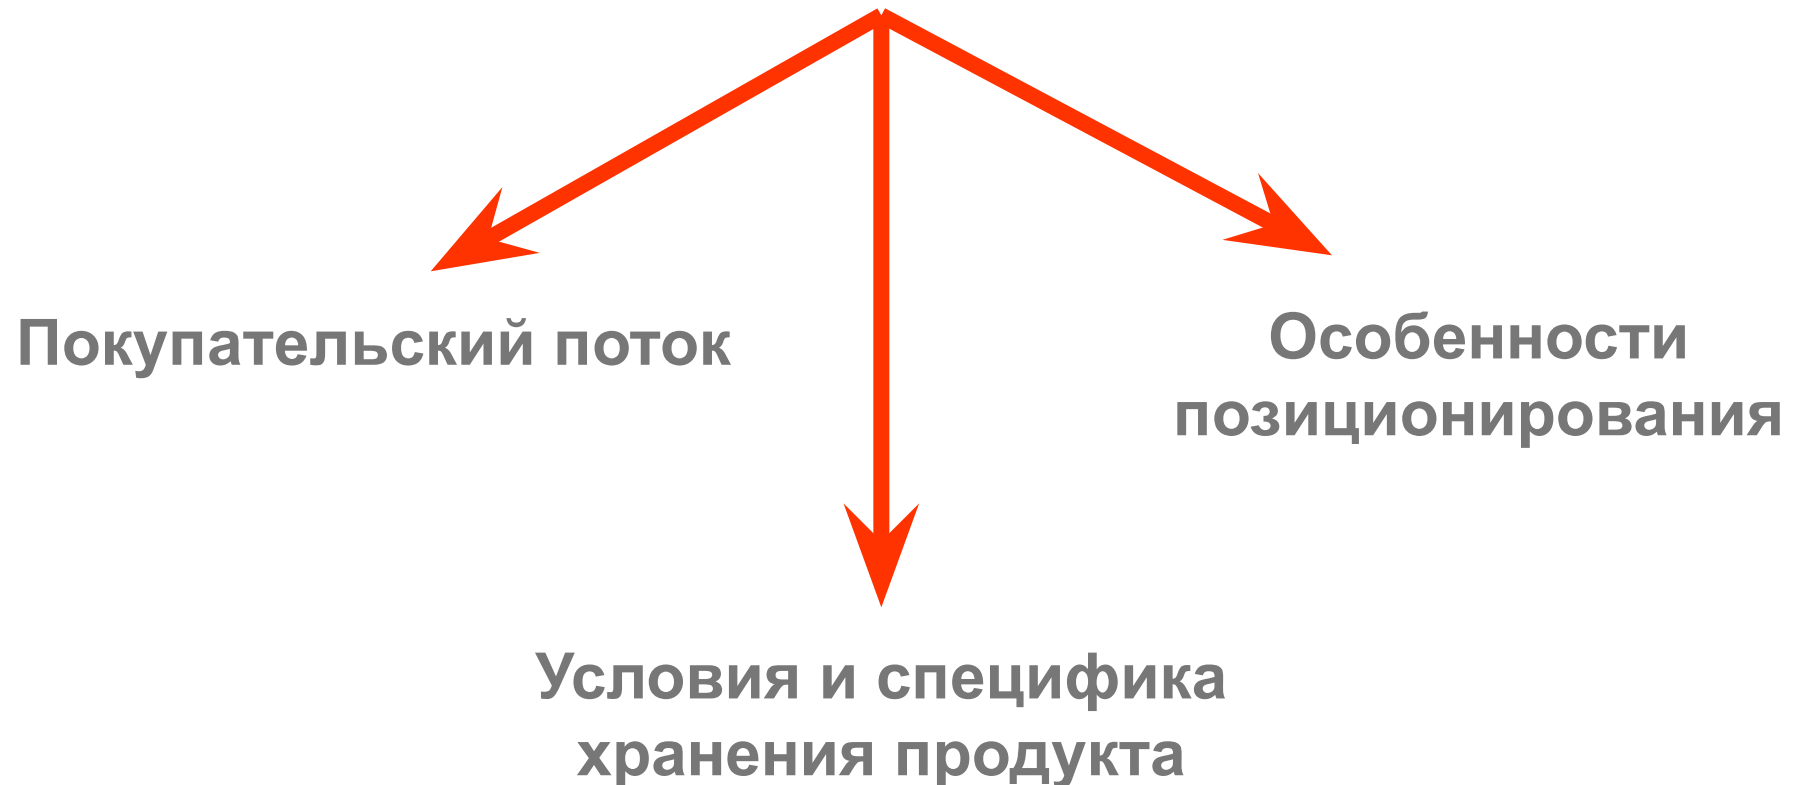 Покупательский поток
Особенности
позиционирования
Условия и специфика
хранения продукта